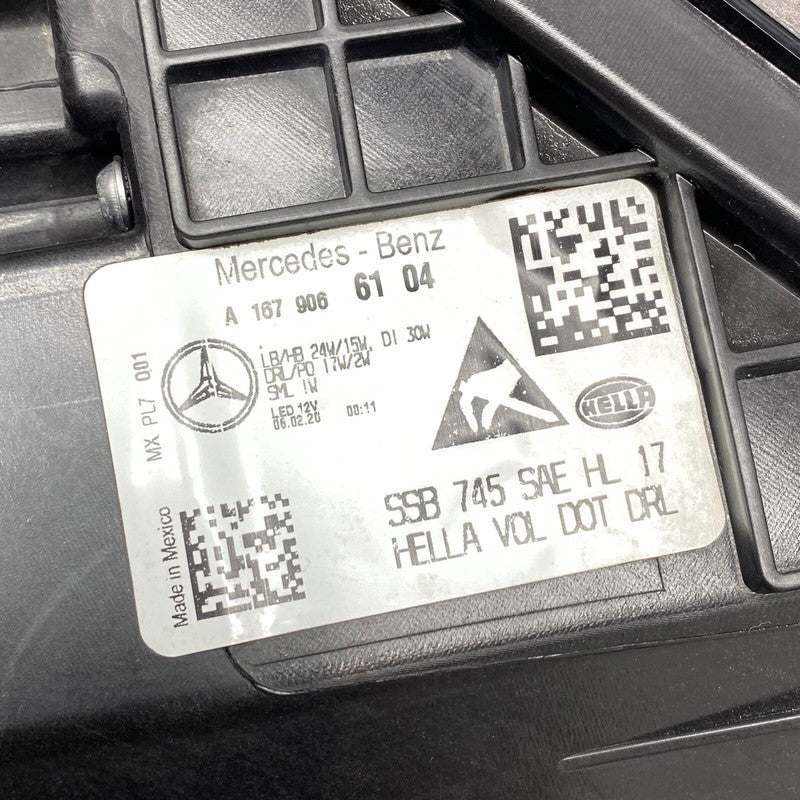 Mercedes-Benz
A 167 906 61 04
LB/HB 24W/15W, DI 30W
DRL/PO 17W/2W
SML 1W
LED 12V
06.02.20 00:11
MX PL7 001
HELLA
SSB 745 SAE HL 17
HELLA VOL DOT DRL
Made in Mexico